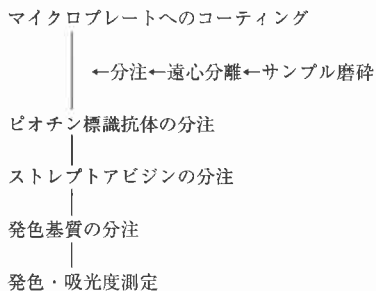 マイクロプレートへのコーティング
←分注←遠心分離←サンプル磨砕
ピオチン標識抗体の分注
ストレプトアビジンの分注
発色基質の分注
発色・吸光度測定